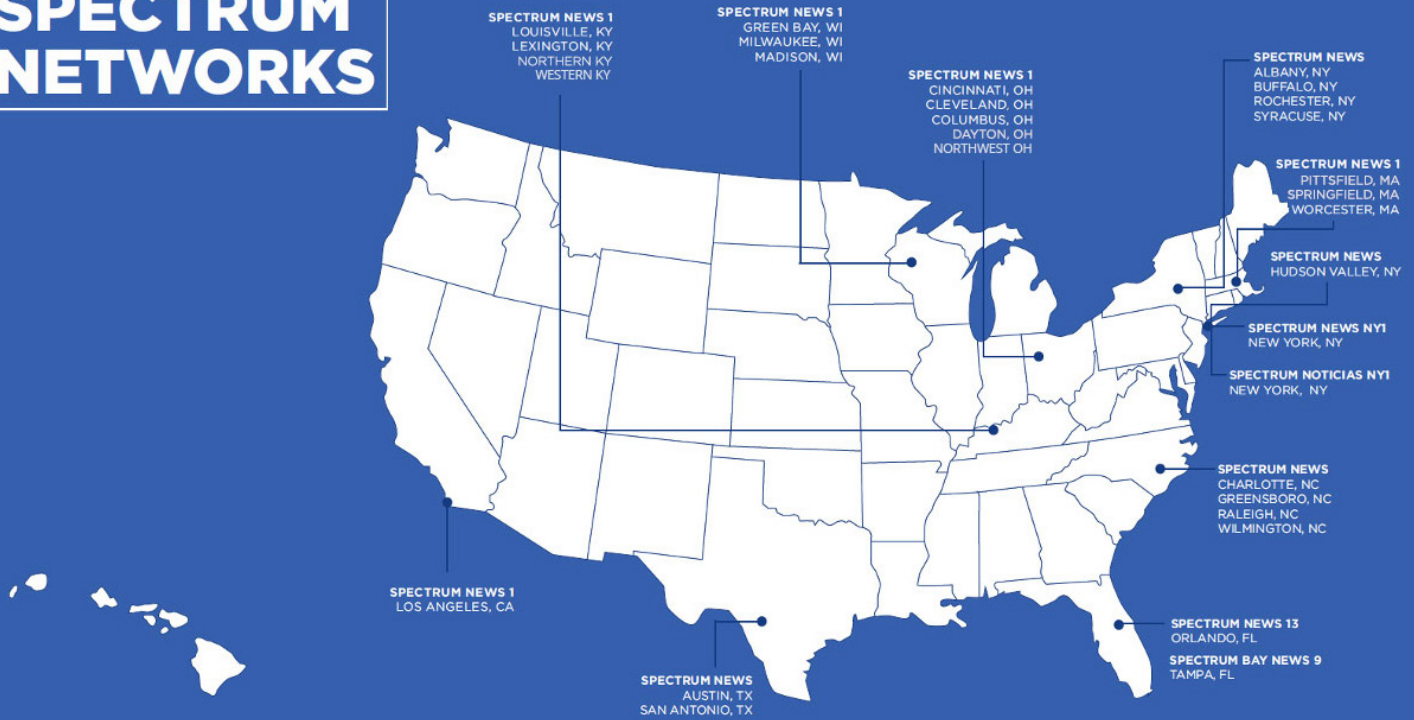 SPECTRUM
NETWORKS
SPECTRUM NEWS 1
LOUISVILLE, KY
LEXINGTON, KY
NORTHERN KY
WESTERN KY
SPECTRUM NEWS 1
GREEN BAY, WI
MILWAUKEE, WI
MADISON, WI
SPECTRUM NEWS 1
CINCINNATI, OH
CLEVELAND, OH
COLUMBUS, OH
DAYTON, OH
NORTHWEST OH
SPECTRUM NEWS
ALBANY, NY
BUFFALO, NY
ROCHESTER, NY
SYRACUSE, NY
SPECTRUM NEWS 1
PITTSFIELD, MA
SPRINGFIELD, MA
WORCESTER, MA
SPECTRUM NEWS
HUDSON VALLEY, NY
SPECTRUM NEWS NY1
NEW YORK, NY
SPECTRUM NOTICIAS NY1
NEW YORK, NY
SPECTRUM NEWS
CHARLOTTE, NC
GREENSBORO, NC
RALEIGH, NC
WILMINGTON, NC
SPECTRUM NEWS 1
LOS ANGELES, CA
SPECTRUM NEWS 13
ORLANDO, FL
SPECTRUM BAY NEWS 9
TAMPA, FL
SPECTRUM NEWS
AUSTIN, TX
SAN ANTONIO, TX